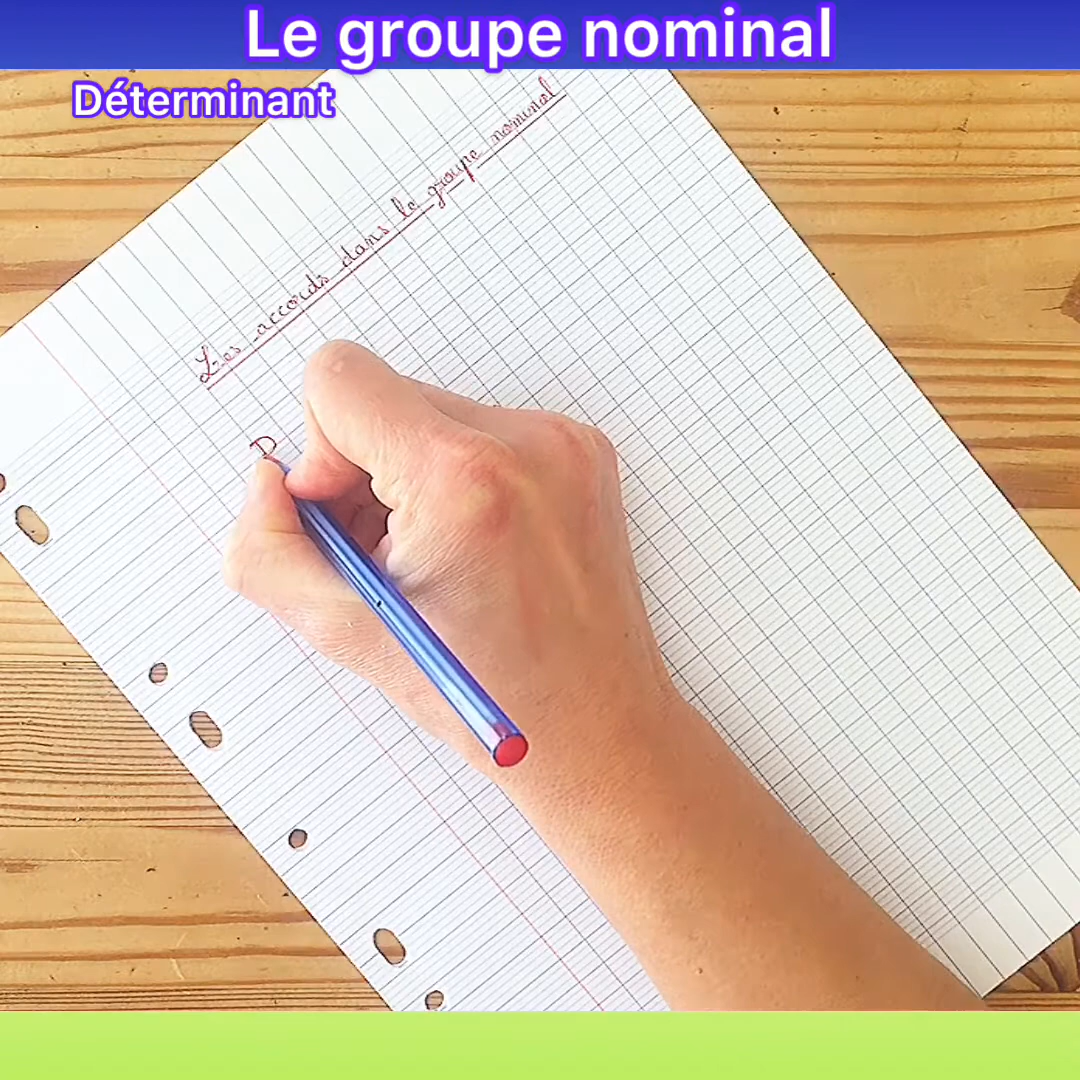 Le groupe nominal
Déterminant
Les accords dans le groupe nominal
D